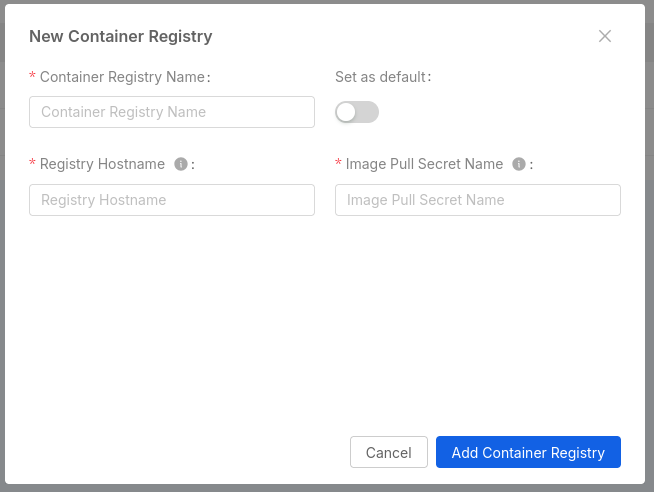 New Container Registry
* Container Registry Name:
Set as default:
Container Registry Name
* Registry Hostname :
* Image Pull Secret Name :
Registry Hostname
Image Pull Secret Name
Cancel
Add Container Registry